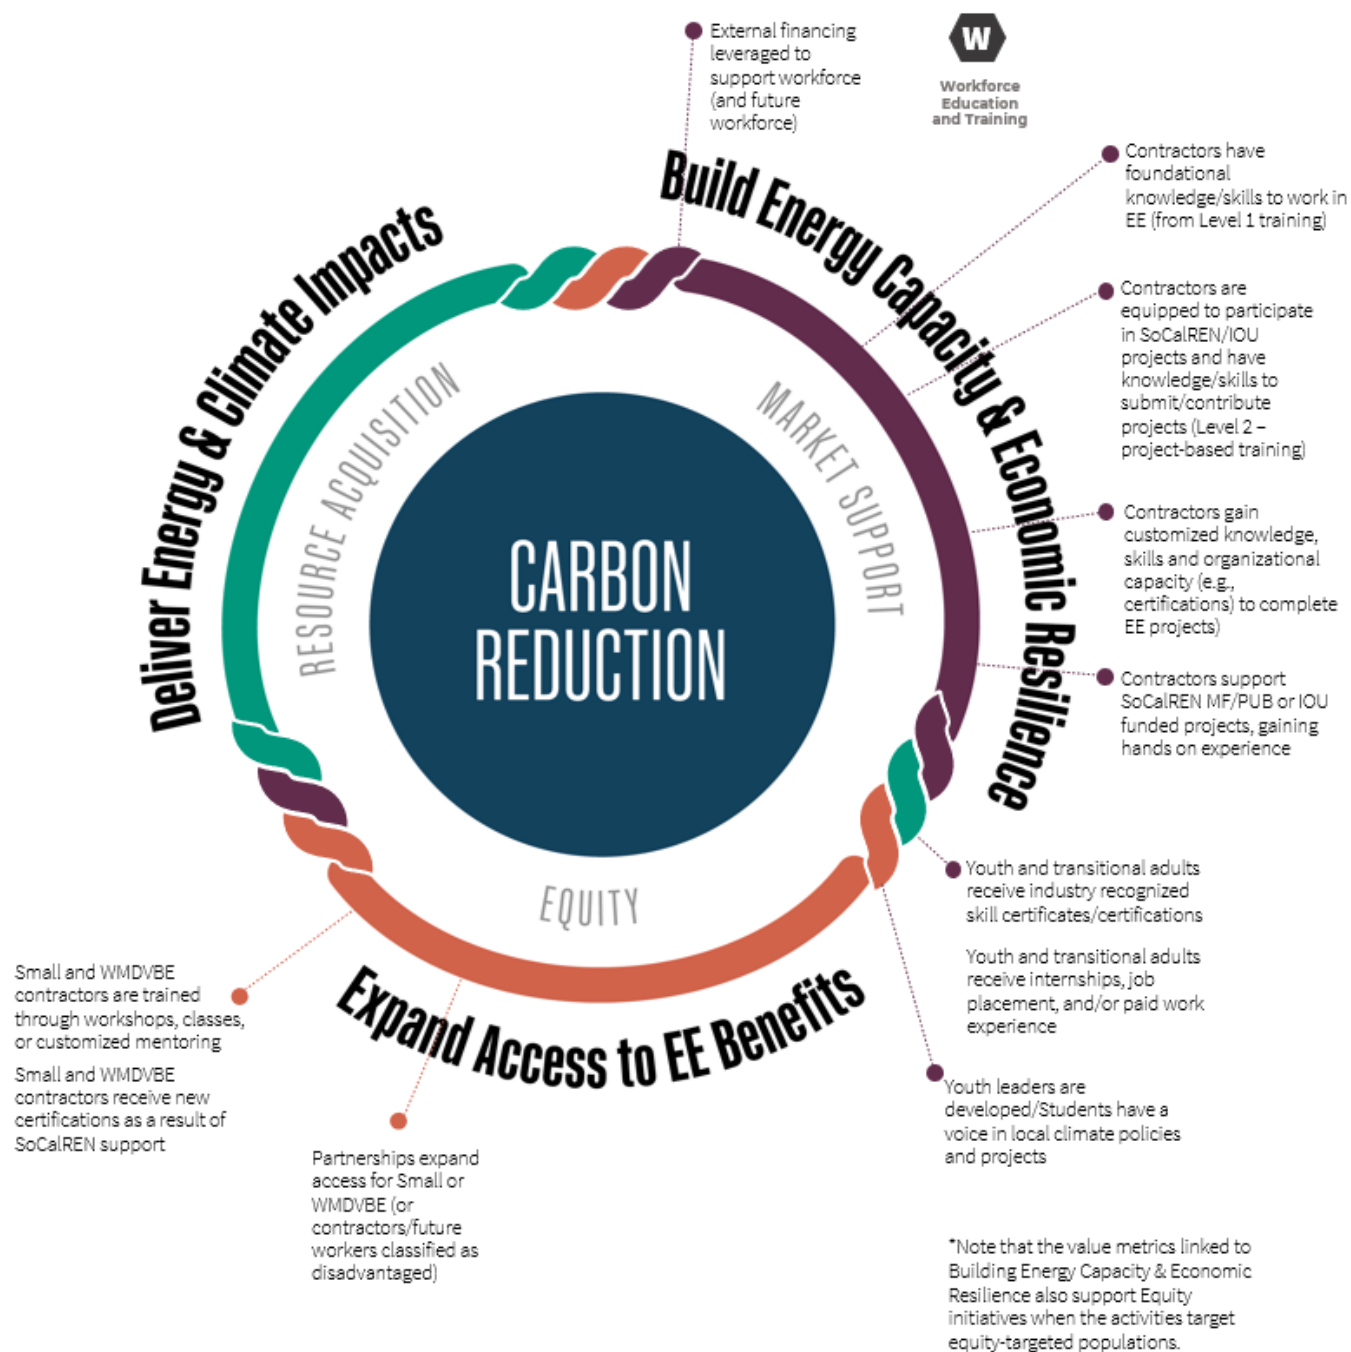 External financing
leveraged to
support workforce
(and future
workforce)
W
Workforce
Education
and Training
Build Energy Capacity & Economic Resilience
Contractors have
foundational
knowledge/skills to work in
EE (from Level 1 training)
Contractors are
equipped to participate
in SoCalREN/IOU
projects and have
knowledge/skills to
submit/contribute
projects (Level 2 –
project-based training)
Contractors gain
customized knowledge,
skills and organizational
capacity (e.g.,
certifications) to complete
EE projects)
Contractors support
SoCalREN MF/PUB or IOU
funded projects, gaining
hands on experience
Deliver Energy & Climate Impacts
RESOURCE ACQUISITION
MARKET SUPPORT
CARBON
REDUCTION
EQUITY
Expand Access to EE Benefits
Youth and transitional adults
receive industry recognized
skill certificates/certifications
Youth and transitional adults
receive internships, job
placement, and/or paid work
experience
Youth leaders are
developed/Students have a
voice in local climate policies
and projects
Small and WMDVBE
contractors are trained
through workshops, classes,
or customized mentoring
Small and WMDVBE
contractors receive new
certifications as a result of
SoCalREN support
Partnerships expand
access for Small or
WMDVBE (or
contractors/future
workers classified as
disadvantaged)
*Note that the value metrics linked to
Building Energy Capacity & Economic
Resilience also support Equity
initiatives when the activities target
equity-targeted populations.